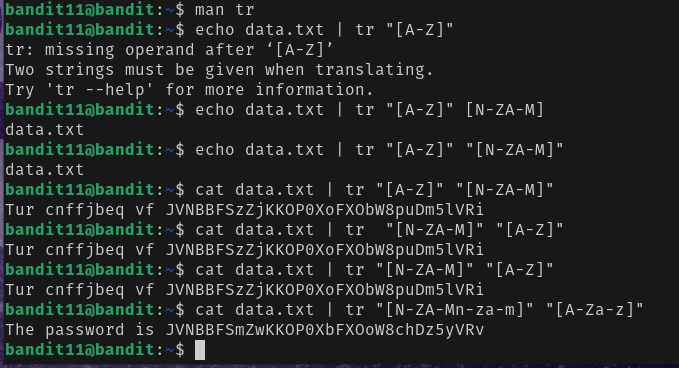 bandit11@bandit:~$ man tr
bandit11@bandit:~$ echo data.txt | tr "[A-Z]"
tr: missing operand after ‘[A-Z]’
Two strings must be given when translating.
Try 'tr --help' for more information.
bandit11@bandit:~$ echo data.txt | tr "[A-Z]" [N-ZA-M]
data.txt
bandit11@bandit:~$ echo data.txt | tr "[A-Z]" "[N-ZA-M]"
data.txt
bandit11@bandit:~$ cat data.txt | tr "[A-Z]" "[N-ZA-M]"
Tur cnffjbeq vf JVNBBFSzZjKKOP0XoFXObW8puDm5lVRi
bandit11@bandit:~$ cat data.txt | tr  "[N-ZA-M]" "[A-Z]"
Tur cnffjbeq vf JVNBBFSzZjKKOP0XoFXObW8puDm5lVRi
bandit11@bandit:~$ cat data.txt | tr "[N-ZA-M]" "[A-Z]"
Tur cnffjbeq vf JVNBBFSzZjKKOP0XoFXObW8puDm5lVRi
bandit11@bandit:~$ cat data.txt | tr "[N-ZA-Mn-za-m]" "[A-Za-z]"
The password is JVNBBFSmZwKKOP0XbFXOoW8chDz5yVRv
bandit11@bandit:~$